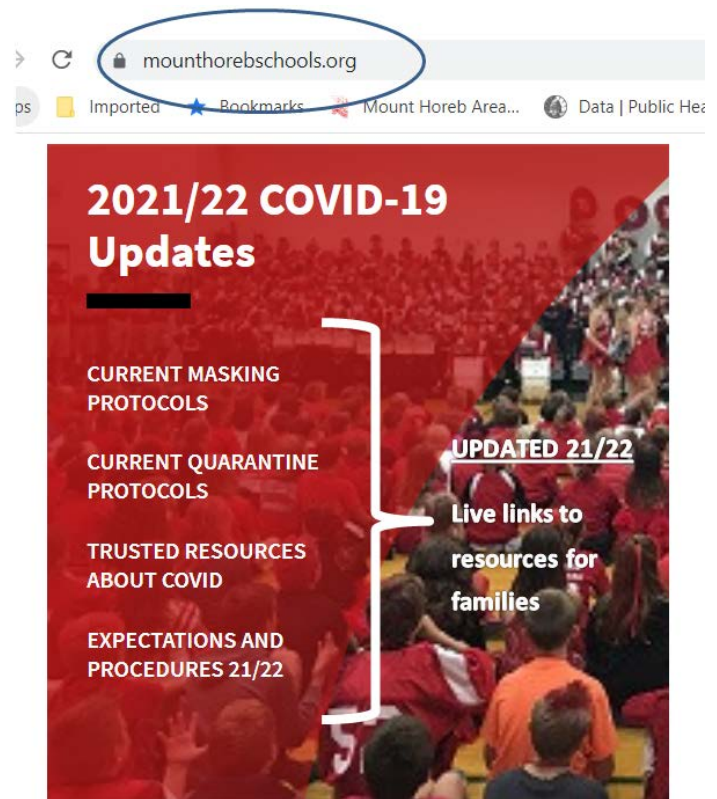 mounthorebschools.org
ps Imported Bookmarks Mount Horeb Area... Data | Public Hea
2021/22 COVID-19
Updates
CURRENT MASKING
PROTOCOLS
CURRENT QUARANTINE
PROTOCOLS
TRUSTED RESOURCES
ABOUT COVID
EXPECTATIONS AND
PROCEDURES 21/22
UPDATED 21/22
Live links to
resources for
families